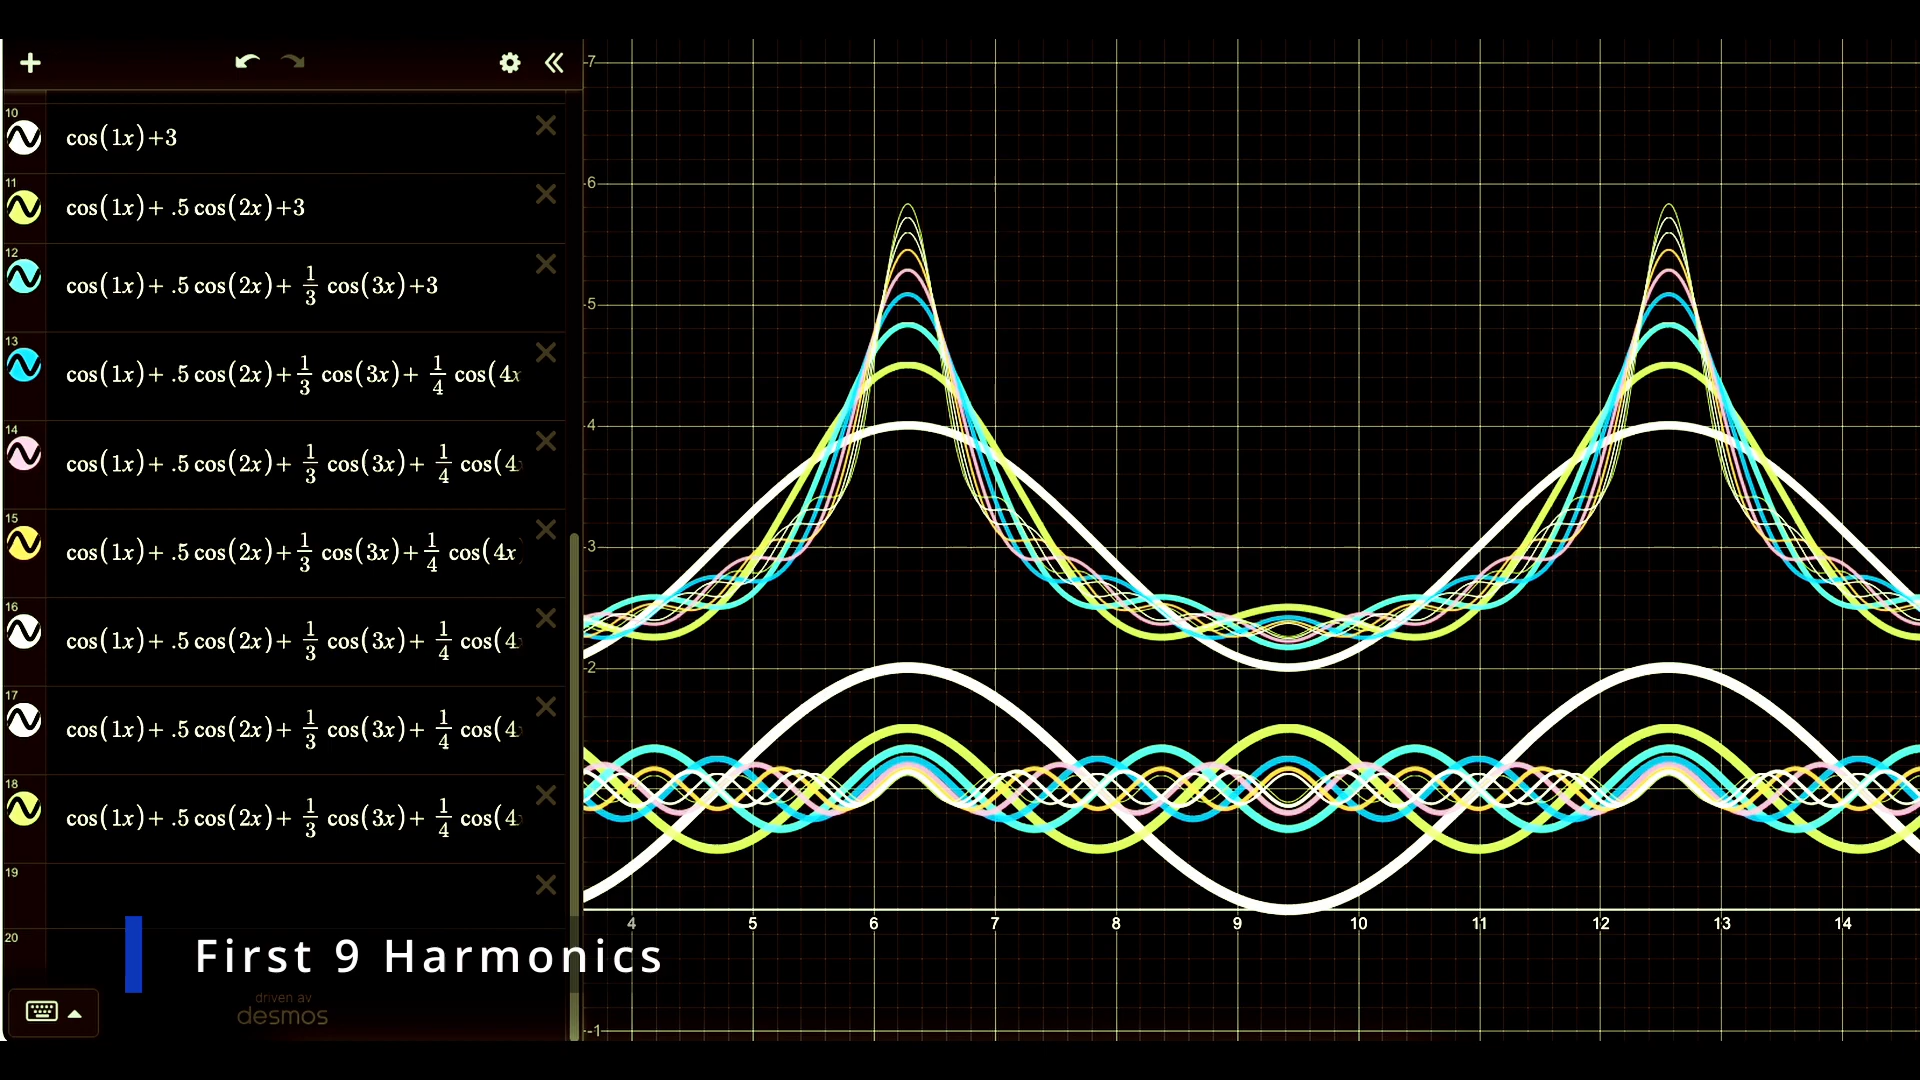 10
cos(1x)+3
11
cos(1x)+ .5 cos(2x)+3
12
cos(1x)+ .5 cos(2x)+ 1/3 cos(3x)+3
13
cos(1x)+ .5 cos(2x)+ 1/3 cos(3x)+ 1/4 cos(4x
14
cos(1x)+ .5 cos(2x)+ 1/3 cos(3x)+ 1/4 cos(4x
15
cos(1x)+ .5 cos(2x)+ 1/3 cos(3x)+ 1/4 cos(4x)
16
cos(1x)+ .5 cos(2x)+ 1/3 cos(3x)+ 1/4 cos(4x
17
cos(1x)+ .5 cos(2x)+ 1/3 cos(3x)+ 1/4 cos(4x
18
cos(1x)+ .5 cos(2x)+ 1/3 cos(3x)+ 1/4 cos(4x
19
20
First 9 Harmonics
driven av
desmos
7
6
5
4
3
2
-1
4 5 6 7 8 9 10 11 12 13 14